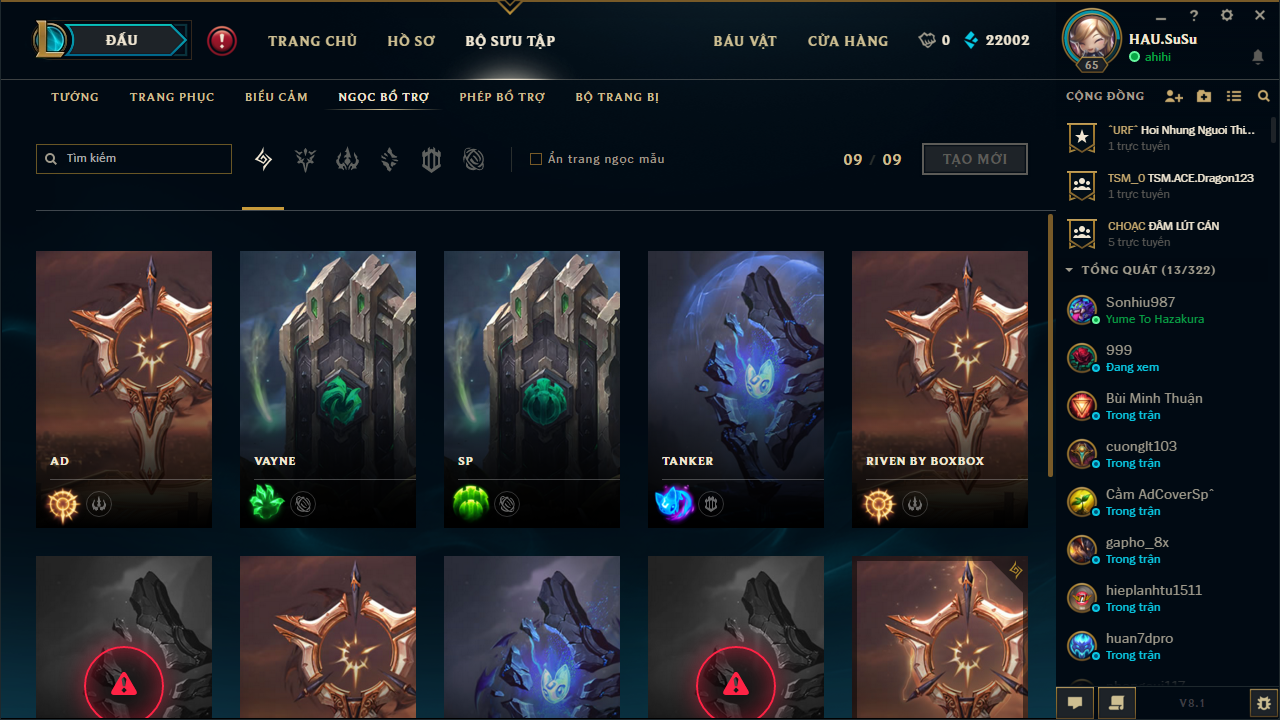 ĐẤU
TRANG CHỦ
HỒ SƠ
BỘ SƯU TẬP
BÁU VẬT
CỬA HÀNG
0
22002
65
HAU.SuSu
ahihi
TƯỚNG
TRANG PHỤC
BIỂU CẢM
NGỌC BỔ TRỢ
PHÉP BỔ TRỢ
BỘ TRANG BỊ
CỘNG ĐỒNG
Tìm kiếm
Ẩn trang ngọc mẫu
09 / 09
TẠO MỚI
ˆURFˆ Hoi Nhung Nguoi Thi...
1 trực tuyến
TSM_0 TSM.ACE.Dragon123
1 trực tuyến
CHOẠC ĐÂM LÚT CÁN
5 trực tuyến
TỔNG QUÁT (13/322)
Sonhiu987
Yume To Hazakura
999
Đang xem
Bùi Minh Thuận
Trong trận
cuonglt103
Trong trận
Cầm AdCoverSpˆ
Trong trận
gapho_8x
Trong trận
hieplanhtu1511
Trong trận
huan7dpro
Trong trận
AD
VAYNE
SP
TANKER
RIVEN BY BOXBOX
V8.1